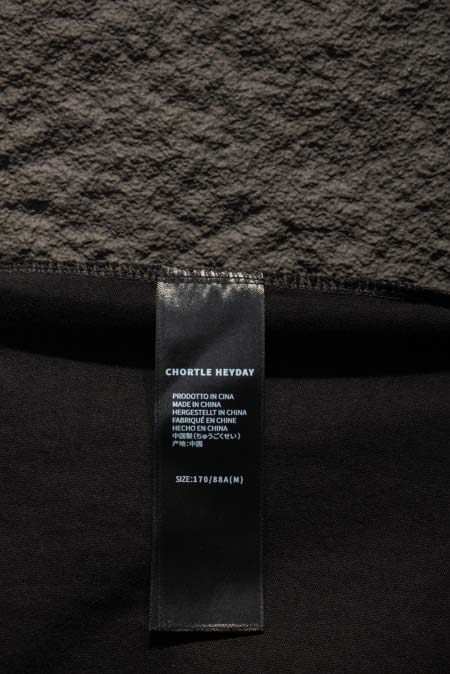 CHORTLE HEYDAY
PRODOTTO IN CINA
MADE IN CHINA
HERGESTELLT IN CHINA
FABRIQUÉ EN CHINE
HECHO EN CHINA
中国製(ちゅうごくせい)
产地:中国
SIZE:170/88A(M)